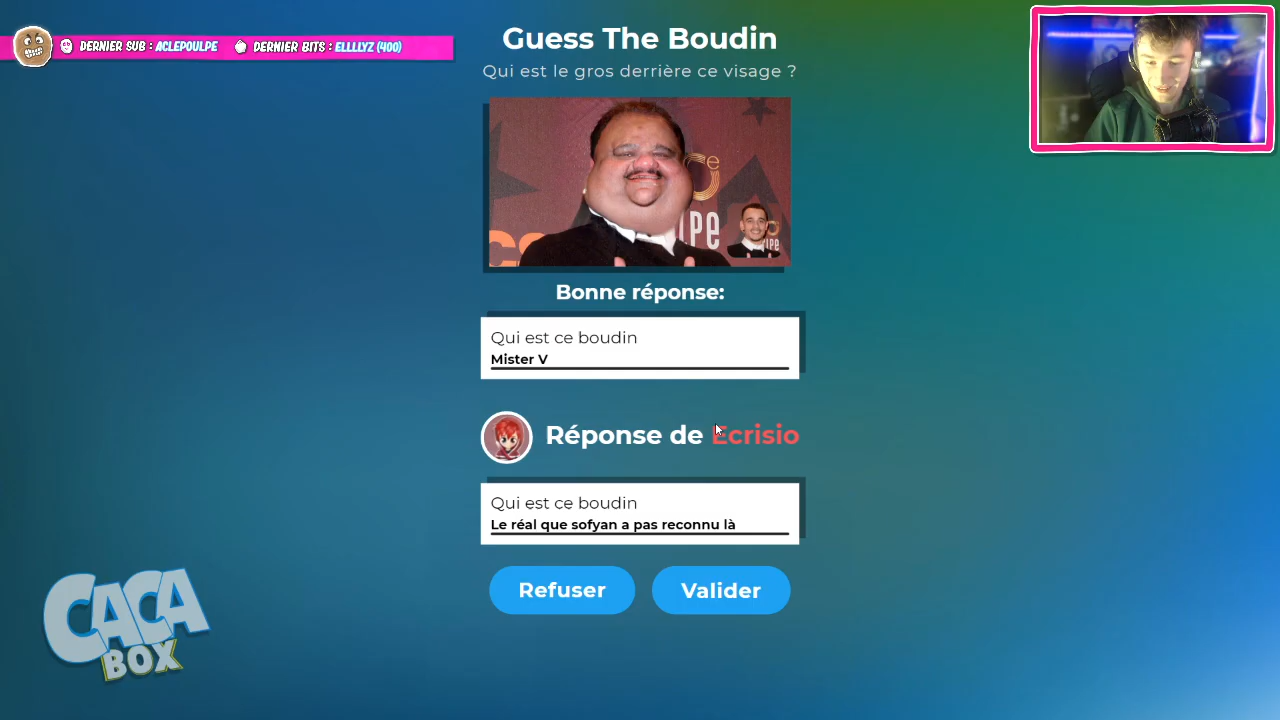 Guess The Boudin
DERNIER SUB : ACLEPOULPE DERNIER BITS : ELLLLYZ (400)
Qui est le gros derrière ce visage ?
Bonne réponse:
Qui est ce boudin
Mister V
Réponse de Ecrisio
Qui est ce boudin
Le réal que sofyan a pas reconnu là
Refuser Valider
CACA
BOX